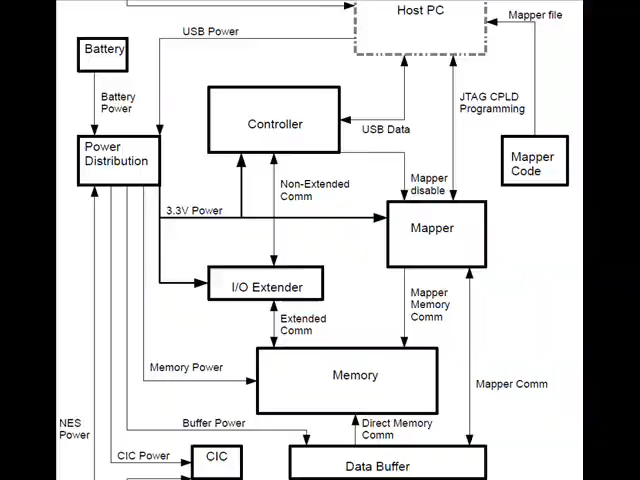 Host PC
Mapper file
USB Power
Battery
Battery
Power
JTAG CPLD
Programming
Controller
USB Data
Power
Distribution
Mapper
Code
Non-Extended
Comm
Mapper
disable
3.3V Power
Mapper
I/O Extender
Mapper
Memory
Comm
Extended
Comm
Memory Power
Memory
Mapper Comm
NES
Power
Buffer Power
Direct Memory
Comm
CIC Power
CIC
Data Buffer